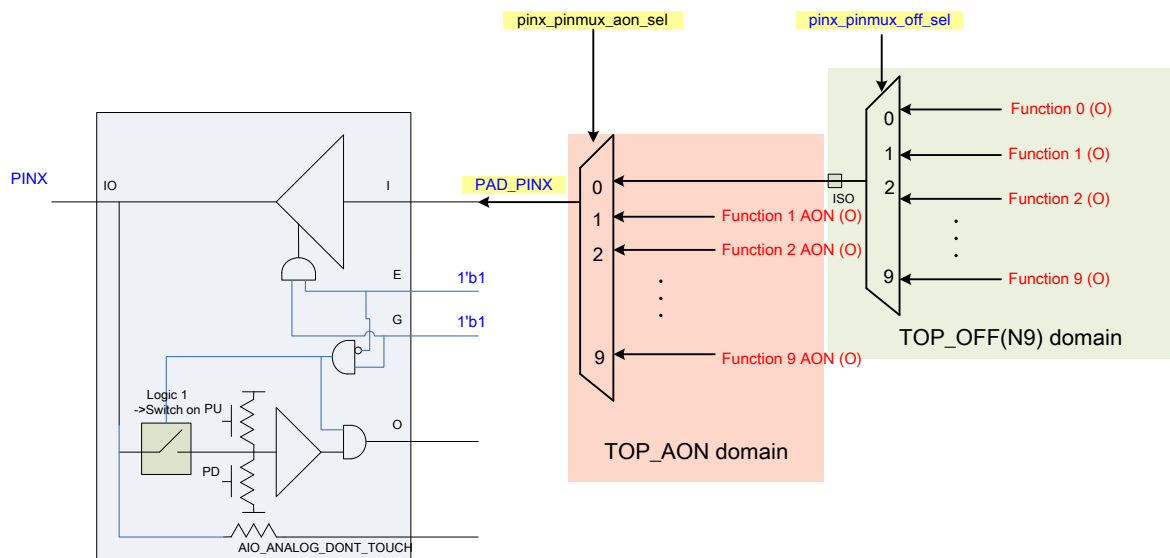 pinx_pinmux_aon_sel
pinx_pinmux_off_sel
0
Function 0 (O)
1
Function 1 (O)
2
Function 2 (O)
.
.
.
9
Function 9 (O)
ISO
TOP_OFF(N9) domain
0
1
Function 1 AON (O)
2
Function 2 AON (O)
.
.
.
9
Function 9 AON (O)
TOP_AON domain
PINX
IO
I
PAD_PINX
E
1'b1
G
1'b1
Logic 1
->Switch on
PU
PD
O
AIO_ANALOG_DONT_TOUCH